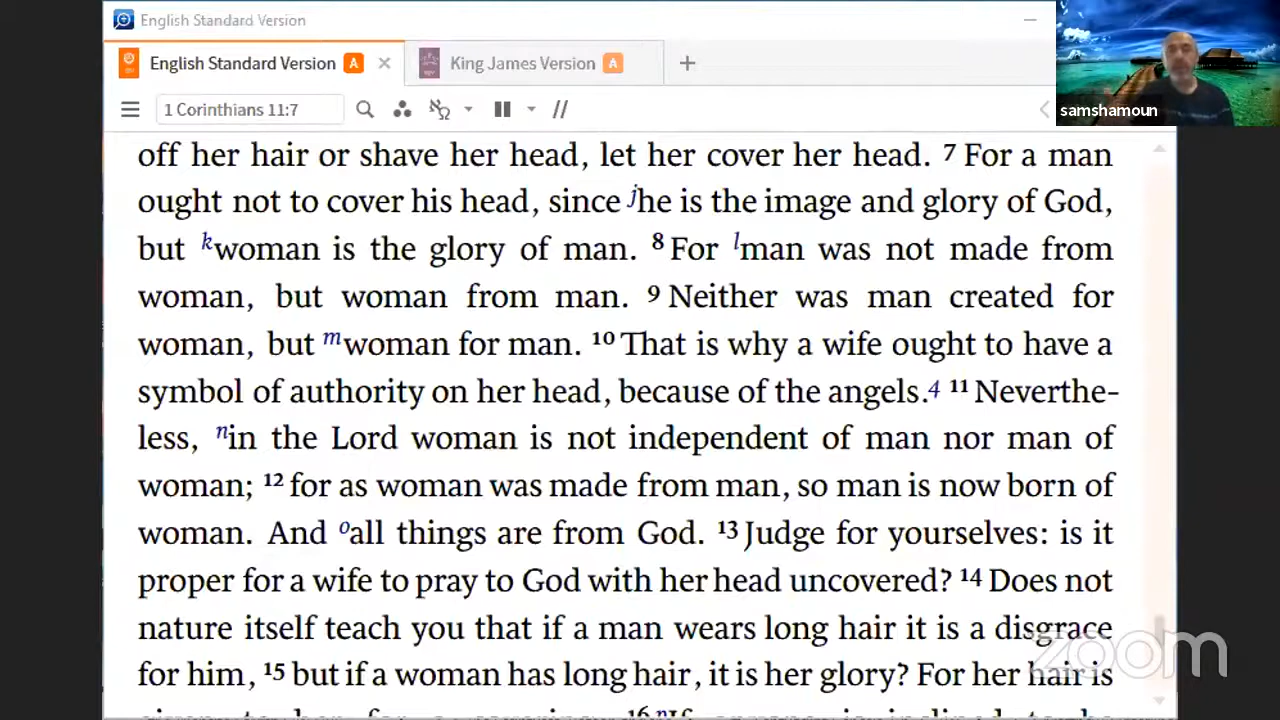 English Standard Version
English Standard Version A
King James Version A
samshamoun
1 Corinthians 11:7
off her hair or shave her head, let her cover her head. 7 For a man
ought not to cover his head, since jhe is the image and glory of God,
but kwoman is the glory of man. 8 For lman was not made from
woman, but woman from man. 9 Neither was man created for
woman, but mwoman for man. 10 That is why a wife ought to have a
symbol of authority on her head, because of the angels.4 11 Neverthe-
less, nin the Lord woman is not independent of man nor man of
woman; 12 for as woman was made from man, so man is now born of
woman. And oall things are from God. 13 Judge for yourselves: is it
proper for a wife to pray to God with her head uncovered? 14 Does not
nature itself teach you that if a man wears long hair it is a disgrace
for him, 15 but if a woman has long hair, it is her glory? For her hair is
zoom